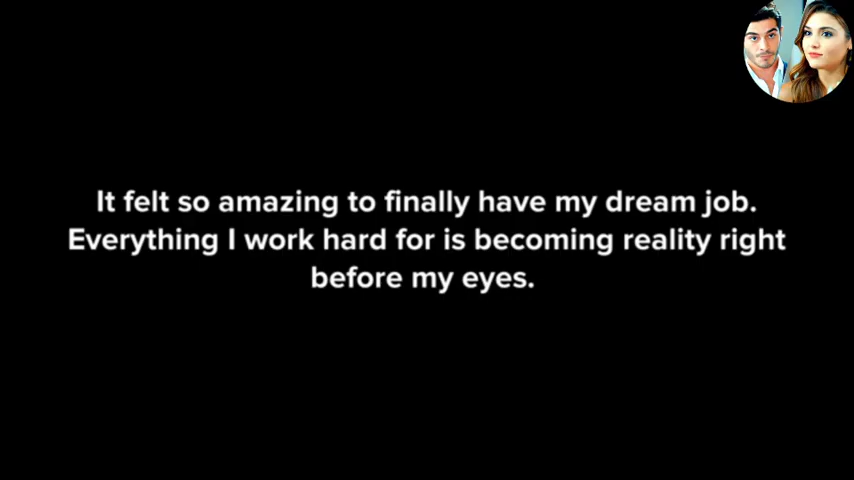 It felt so amazing to finally have my dream job.
Everything I work hard for is becoming reality right
before my eyes.